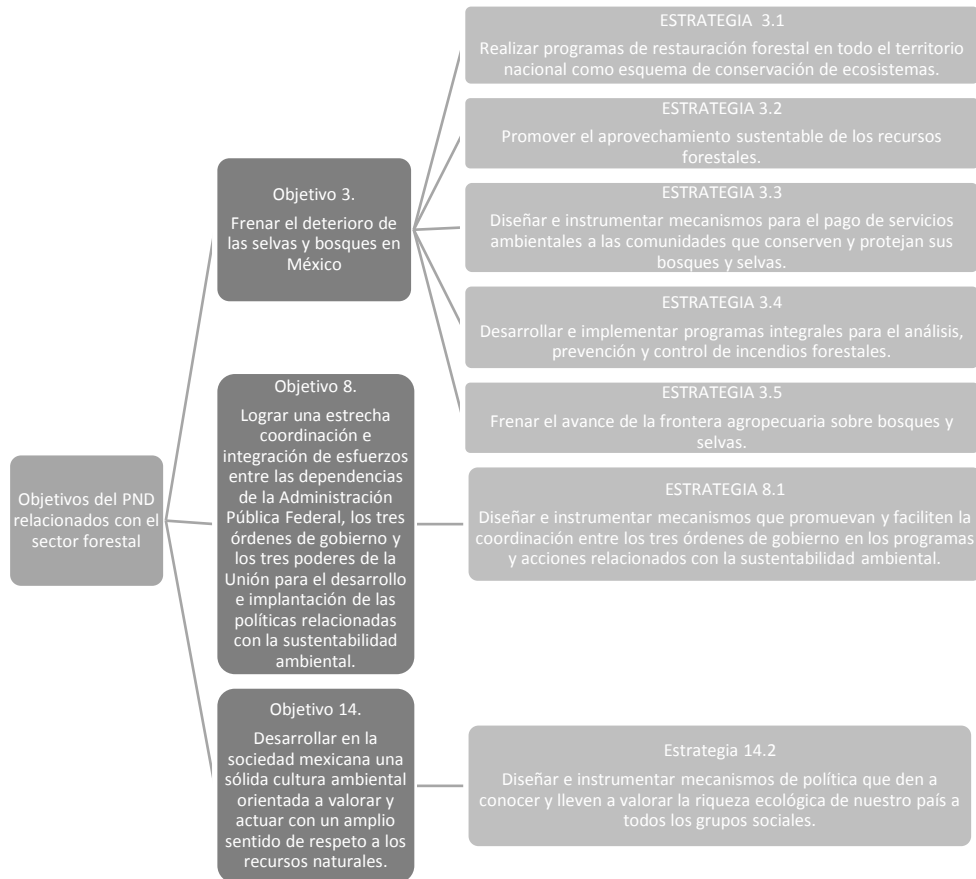 Objetivos del PND
relacionados con el
sector forestal
Objetivo 3.
Frenar el deterioro de
las selvas y bosques en
México
ESTRATEGIA 3.1
Realizar programas de restauración forestal en todo el territorio
nacional como esquema de conservación de ecosistemas.
ESTRATEGIA 3.2
Promover el aprovechamiento sustentable de los recursos
forestales.
ESTRATEGIA 3.3
Diseñar e instrumentar mecanismos para el pago de servicios
ambientales a las comunidades que conserven y protejan sus
bosques y selvas.
ESTRATEGIA 3.4
Desarrollar e implementar programas integrales para el análisis,
prevención y control de incendios forestales.
ESTRATEGIA 3.5
Frenar el avance de la frontera agropecuaria sobre bosques y
selvas.
Objetivo 8.
Lograr una estrecha
coordinación e
integración de esfuerzos
entre las dependencias
de la Administración
Pública Federal, los tres
órdenes de gobierno y
los tres poderes de la
Unión para el desarrollo
e implantación de las
políticas relacionadas
con la sustentabilidad
ambiental.
ESTRATEGIA 8.1
Diseñar e instrumentar mecanismos que promuevan y faciliten la
coordinación entre los tres órdenes de gobierno en los programas
y acciones relacionados con la sustentabilidad ambiental.
Objetivo 14.
Desarrollar en la
sociedad mexicana una
sólida cultura ambiental
orientada a valorar y
actuar con un amplio
sentido de respeto a los
recursos naturales.
Estrategia 14.2
Diseñar e instrumentar mecanismos de política que den a
conocer y lleven a valorar la riqueza ecológica de nuestro país a
todos los grupos sociales.